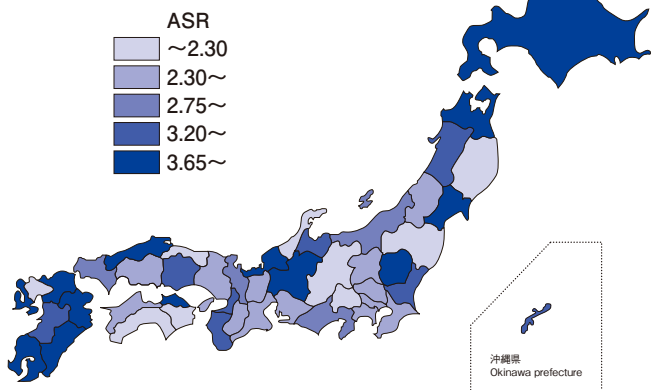 ASR
～2.30
2.30～
2.75～
3.20～
3.65～
沖縄県
Okinawa prefecture